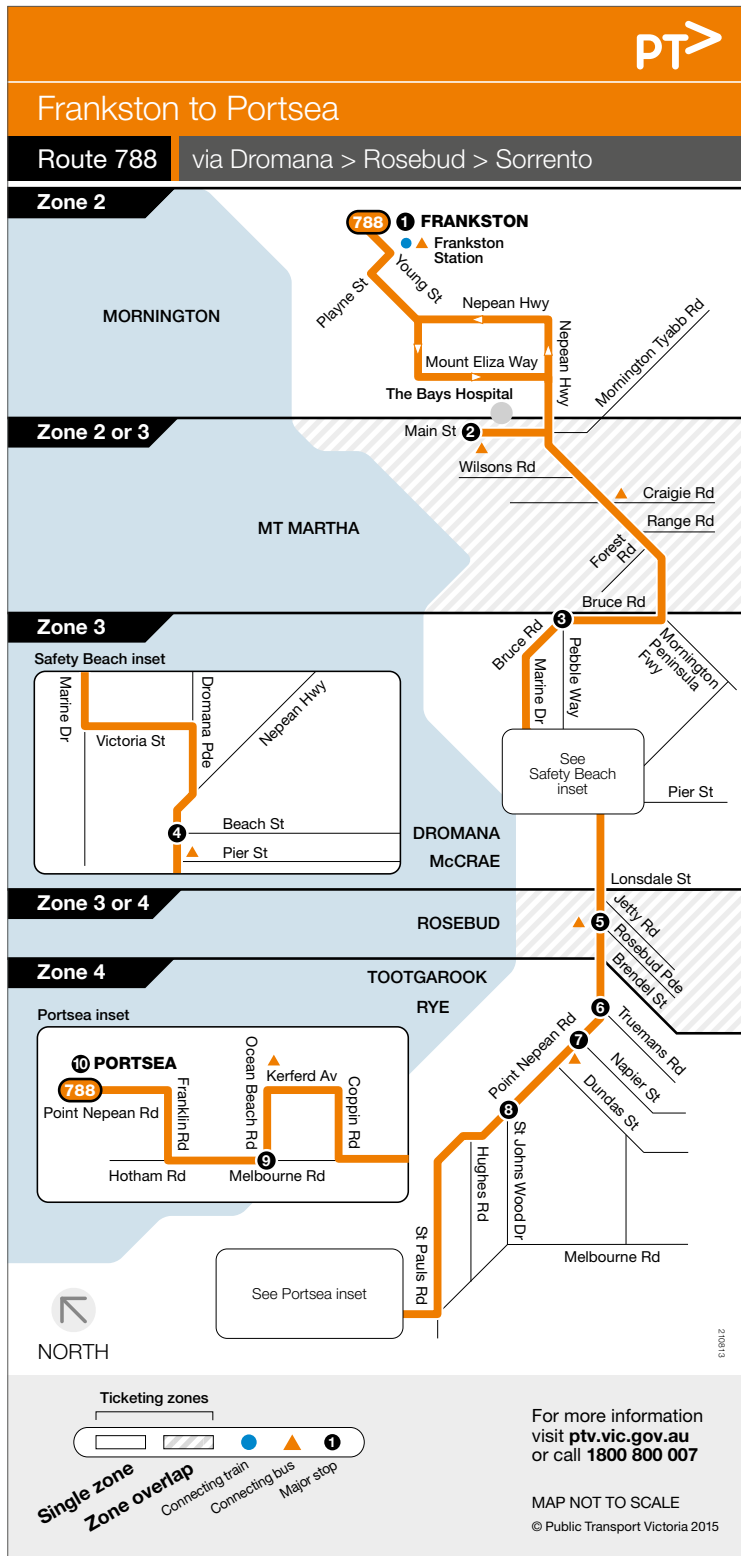 PT>
Frankston to Portsea
Route 788
via Dromana > Rosebud > Sorrento
Zone 2
788
1 FRANKSTON
Frankston
Station
Playne St
Young St
MORNINGTON
Nepean Hwy
Mount Eliza Way
Nepean Hwy
Mornington Tyabb Rd
The Bays Hospital
Zone 2 or 3
Main St
2
Wilsons Rd
Craigie Rd
Range Rd
Forest
Rd
MT MARTHA
Bruce Rd
Zone 3
3
Bruce Rd
Marine Dr
Pebble Way
Mornington
Peninsula
Fwy
Safety Beach inset
Marine Dr
Victoria St
Dromana Pde
Nepean Hwy
4
Beach St
Pier St
See
Safety Beach
inset
Pier St
DROMANA
McCRAE
Lonsdale St
Zone 3 or 4
ROSEBUD
5
Jetty Rd
Rosebud Pde
Brendel St
Zone 4
TOOTGAROOK
RYE
6
Truemans Rd
Point Nepean Rd
7
Napier St
Dundas St
8
St Johns Wood Dr
Hughes Rd
St Pauls Rd
Melbourne Rd
Portsea inset
10 PORTSEA
788
Point Nepean Rd
Franklin Rd
Hotham Rd
Ocean Beach Rd
Kerferd Av
Coppin Rd
9
Melbourne Rd
See Portsea inset
NORTH
210813
Ticketing zones
1
Single zone
Zone overlap
Connecting train
Connecting bus
Major stop
For more information
visit ptv.vic.gov.au
or call 1800 800 007
MAP NOT TO SCALE
© Public Transport Victoria 2015